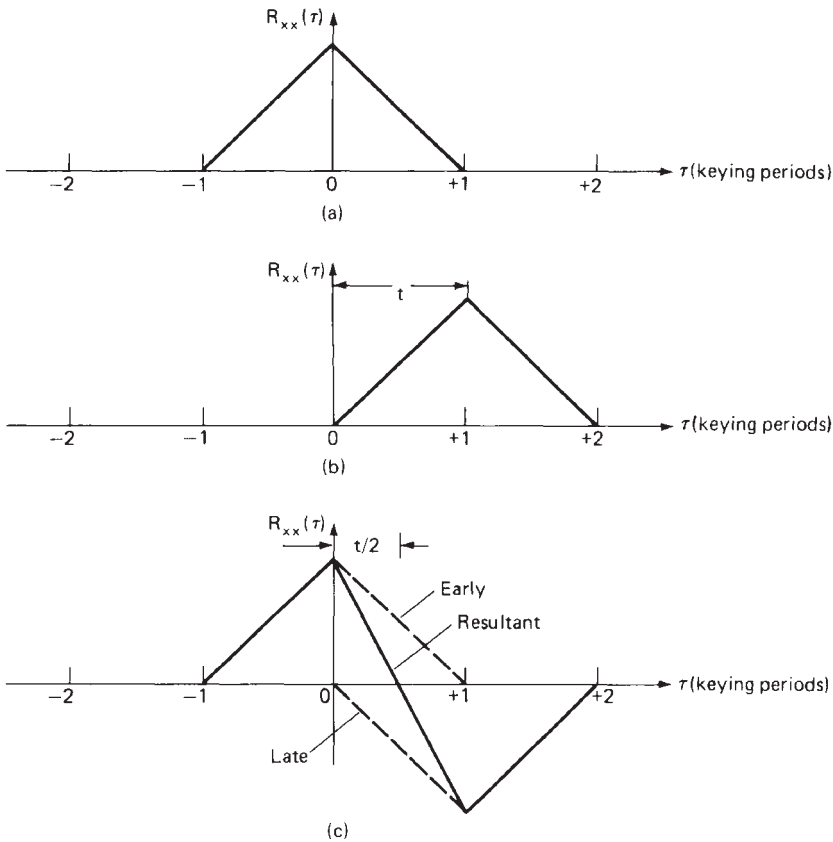 R_xx(τ)
−2 −1 0 +1 +2 τ(keying periods)
(a)
R_xx(τ)
t
−2 −1 0 +1 +2 τ(keying periods)
(b)
R_xx(τ)
t/2
Early
Resultant
−2 −1 0 +1 +2 τ(keying periods)
Late
(c)